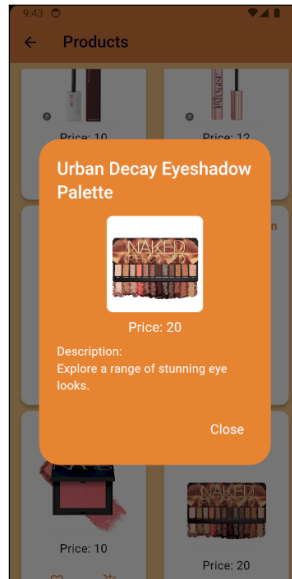 9:43
Products
Price: 10
Price: 12
Urban Decay Eyeshadow
Palette
n
NAKED
Price: 20
Description:
Explore a range of stunning eye
looks.
Close
NAKED
Price: 10
Price: 20